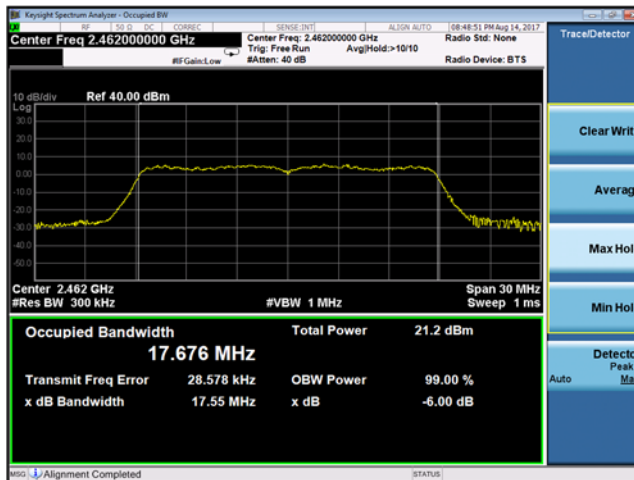 Keysight Spectrum Analyzer - Occupied BW
RF 50 Ω DC CORREC SENSE:INT ALIGN AUTO 08:48:51 PM Aug 14, 2017
Center Freq 2.462000000 GHz
Center Freq: 2.462000000 GHz
Radio Std: None
Trig: Free Run Avg|Hold:>10/10
#IFGain:Low
#Atten: 40 dB
Radio Device: BTS
10 dB/div Ref 40.00 dBm
Log
30.0
20.0
10.0
0.00
-10.0
-20.0
-30.0
-40.0
-50.0
Center 2.462 GHz Span 30 MHz
#Res BW 300 kHz #VBW 1 MHz Sweep 1 ms
Occupied Bandwidth Total Power 21.2 dBm
17.676 MHz
Transmit Freq Error 28.578 kHz OBW Power 99.00 %
x dB Bandwidth 17.55 MHz x dB -6.00 dB
MSG Alignment Completed STATUS
Trace/Detector
Clear Writ
Averag
Max Hol
Min Hol
Detecto
Peak
Auto Ma